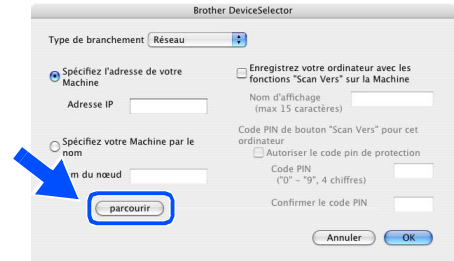 Brother DeviceSelector
Type de branchement Réseau
Spécifiez l'adresse de votre
Machine
Adresse IP
Spécifiez votre Machine par le
nom
m du nœud
parcourir
Enregistrez votre ordinateur avec les
fonctions "Scan Vers" sur la Machine
Nom d'affichage
(max 15 caractères)
Code PIN de bouton "Scan Vers" pour cet
ordinateur
Autoriser le code pin de protection
Code PIN
("0" - "9", 4 chiffres)
Confirmer le code PIN
Annuler OK